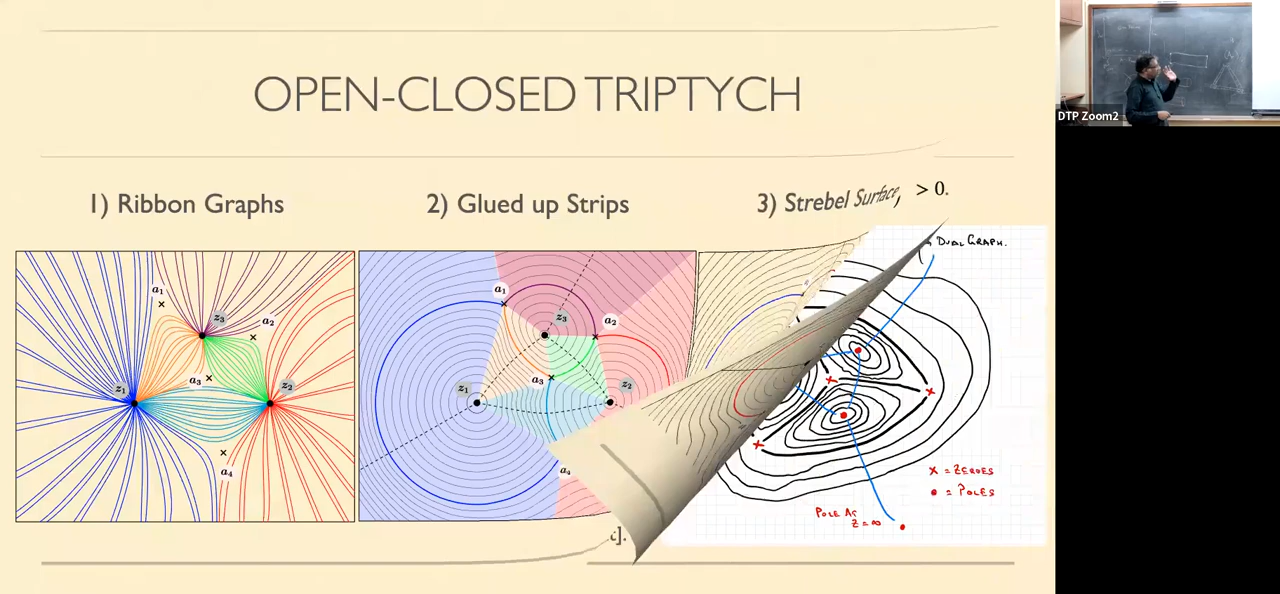 OPEN-CLOSED TRIPTYCH
DTP Zoom2
1) Ribbon Graphs
2) Glued up Strips
3) Strebel Surface,
> 0.
DUAL GRAPH.
a1
z3
a2
a3
z1
z2
a4
a1
z3
a2
a3
z1
z2
a4
X = ZEROES
• = POLES
POLE AT
Z=∞
].